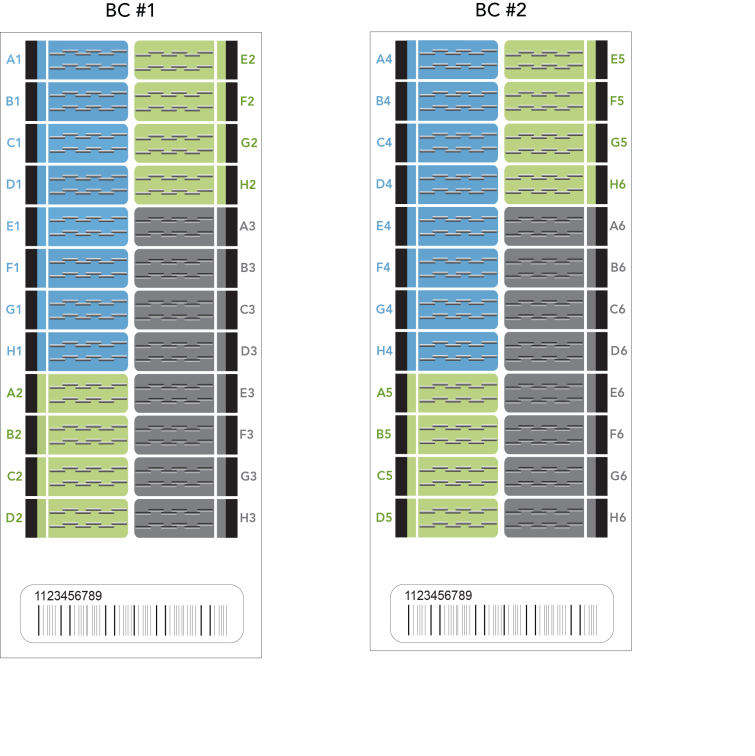 BC #1
BC #2
A1 E2
B1 F2
C1 G2
D1 H2
E1 A3
F1 B3
G1 C3
H1 D3
A2 E3
B2 F3
C2 G3
D2 H3
1123456789
A4 E5
B4 F5
C4 G5
D4 H6
E4 A6
F4 B6
G4 C6
H4 D6
A5 E6
B5 F6
C5 G6
D5 H6
1123456789